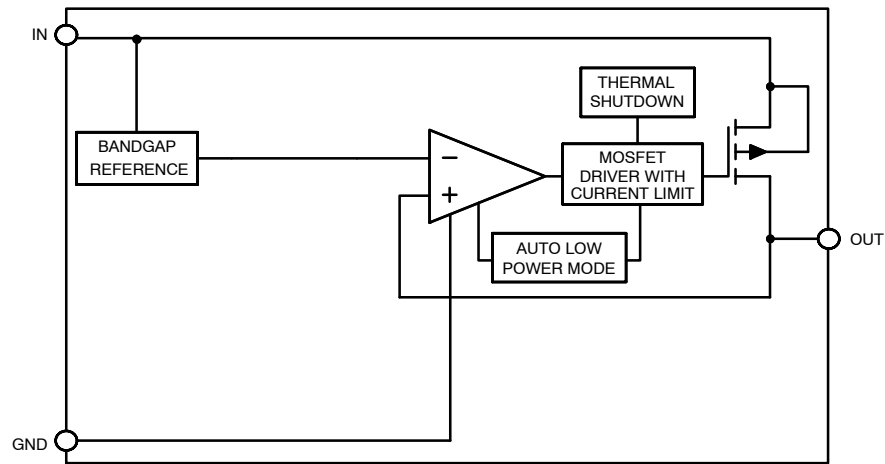 IN
THERMAL
SHUTDOWN
BANDGAP
REFERENCE
−
+
MOSFET
DRIVER WITH
CURRENT LIMIT
AUTO LOW
POWER MODE
OUT
GND